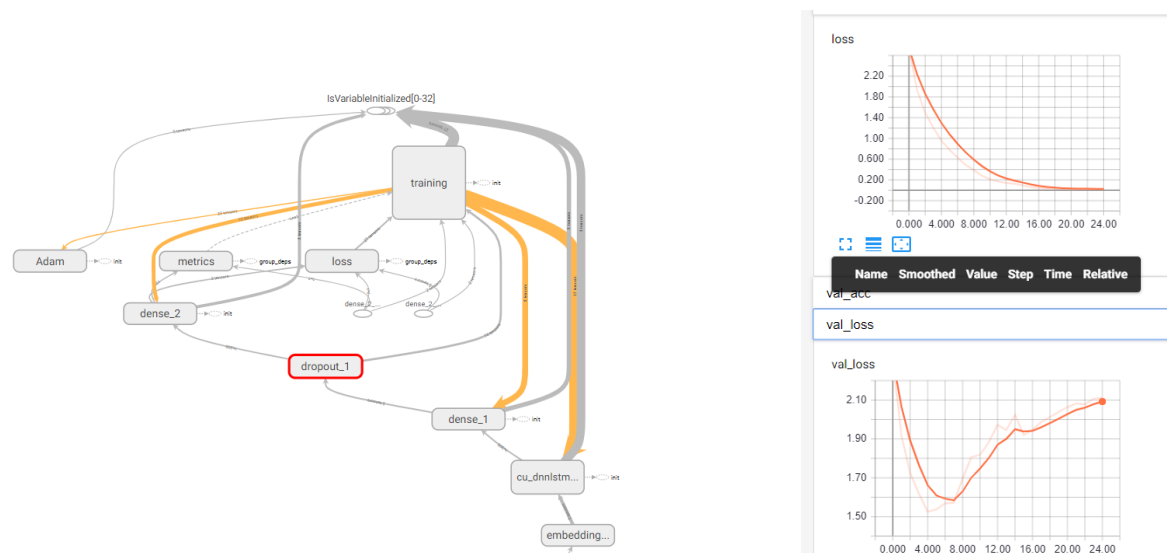 IsVariableInitialized[0-32]
training
init
Adam
init
metrics
group_deps
loss
group_deps
dense_2
init
dense_2...
dense_2...
dropout_1
dense_1
init
cu_dnnlstm...
init
embedding...
loss
2.20
1.80
1.40
1.00
0.600
0.200
-0.200
0.000 4.000 8.000 12.00 16.00 20.00 24.00
Name Smoothed Value Step Time Relative
val_acc
val_loss
val_loss
2.10
1.90
1.70
1.50
0.000 4.000 8.000 12.00 16.00 20.00 24.00